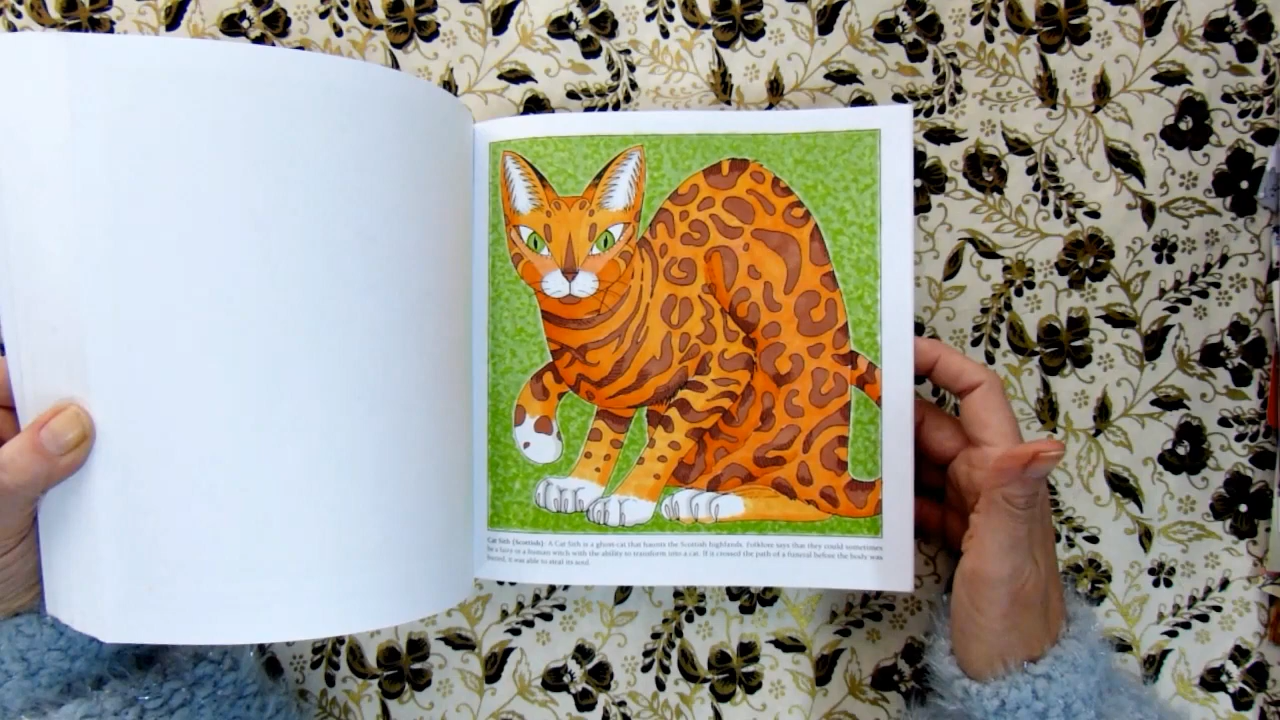 Cat Sith (Scottish) A Cat Sith is a ghost-cat that haunts the Scottish highlands. Folklore says that they could sometimes
be a fairy or a human witch with the ability to transform into a cat. If it crossed the path of a funeral before the body was
buried, it was able to steal its soul.